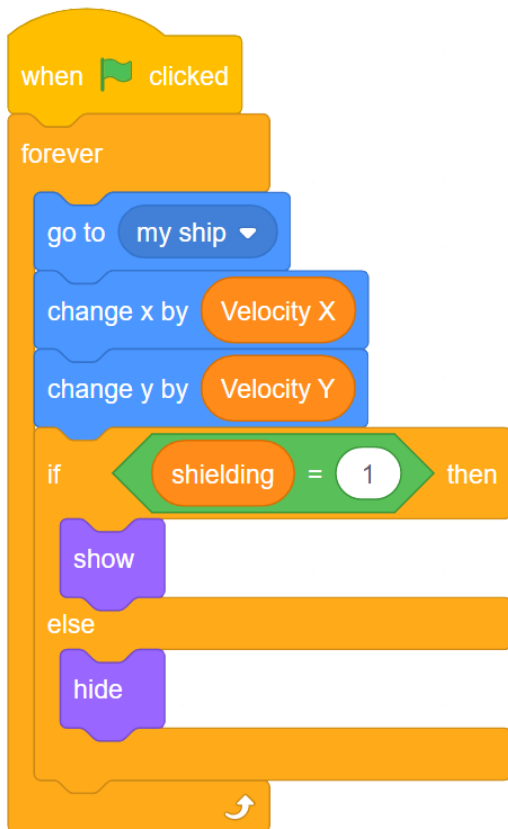 when clicked
forever
go to my ship
change x by Velocity X
change y by Velocity Y
if shielding = 1 then
show
else
hide